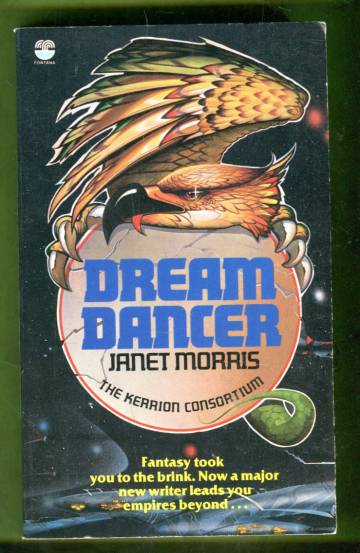 FONTANA
DREAM
DANCER
JANET MORRIS
THE KERRION CONSORTIUM
Fantasy took
you to the brink. Now a major
new writer leads you
empires beyond...